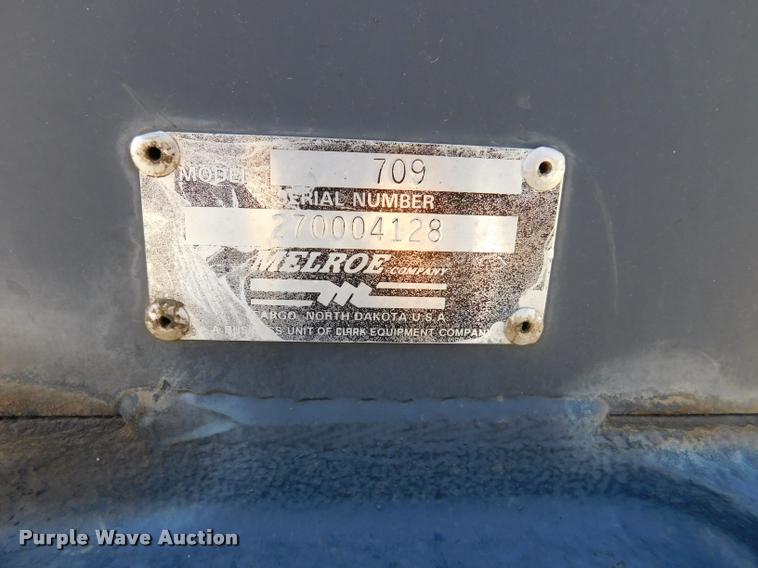 MODEL 709
SERIAL NUMBER
270004128
MELROE COMPANY
FARGO, NORTH DAKOTA U.S.A.
A BUSINESS UNIT OF CLARK EQUIPMENT COMPANY
Purple Wave Auction